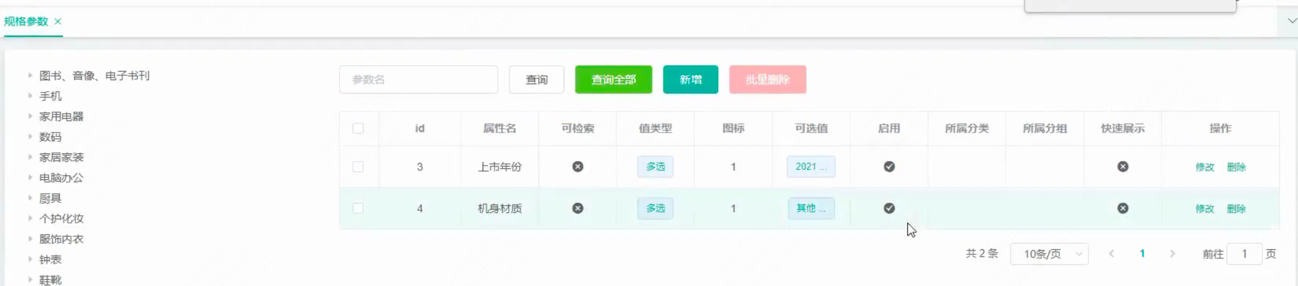 规格参数
图书、音像、电子书刊
手机
家用电器
数码
家居家装
电脑办公
厨具
个护化妆
服饰内衣
钟表
鞋靴
参数名 查询 查询全部 新增 批量删除
id 属性名 可检索 值类型 图标 可选值 启用 所属分类 所属分组 快速展示 操作
3 上市年份 多选 1 2021 ... 修改 删除
4 机身材质 多选 1 其他 ... 修改 删除
共 2 条 10条/页 1 前往 1 页